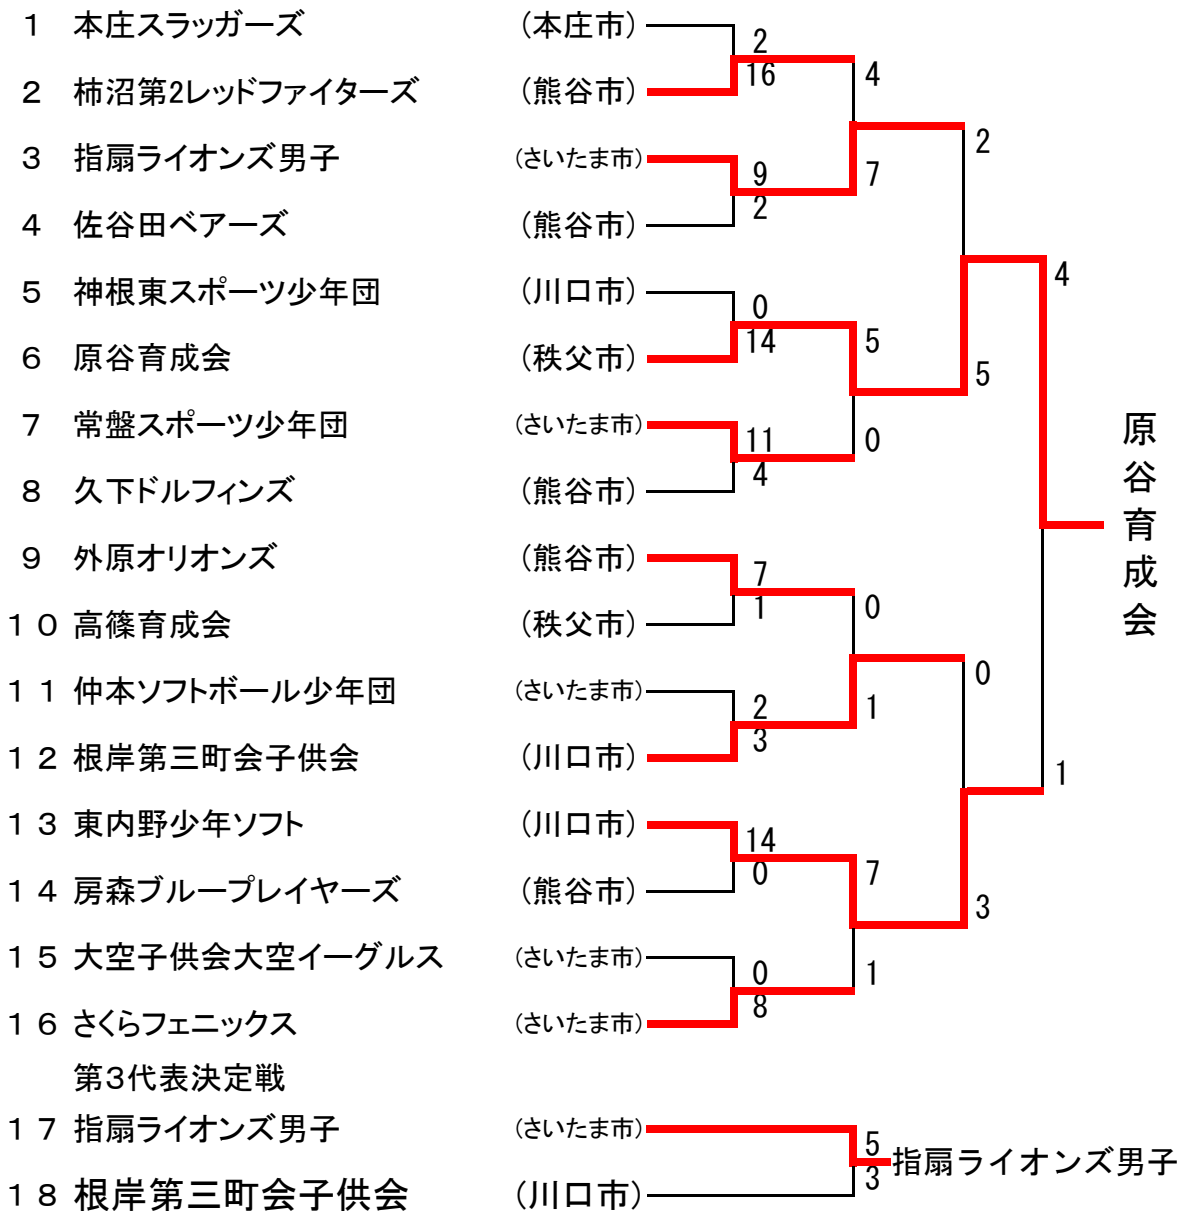 1 本庄スラッガーズ (本庄市) 2
2 柿沼第2レッドファイターズ (熊谷市) 16 4
3 指扇ライオンズ男子 (さいたま市) 9 7 2
4 佐谷田ベアーズ (熊谷市) 2
5 神根東スポーツ少年団 (川口市) 0 4
6 原谷育成会 (秩父市) 14 5 5
7 常盤スポーツ少年団 (さいたま市) 11 0
8 久下ドルフィンズ (熊谷市) 4
原谷育成会
9 外原オリオンズ (熊谷市) 7
10 高篠育成会 (秩父市) 1 0
11 仲本ソフトボール少年団 (さいたま市) 2 1 0
12 根岸第三町会子供会 (川口市) 3 1
13 東内野少年ソフト (川口市) 14
14 房森ブループレイヤーズ (熊谷市) 0 7 3
15 大空子供会大空イーグルス (さいたま市) 0 1
16 さくらフェニックス (さいたま市) 8
第3代表決定戦
17 指扇ライオンズ男子 (さいたま市) 5
指扇ライオンズ男子
18 根岸第三町会子供会 (川口市) 3